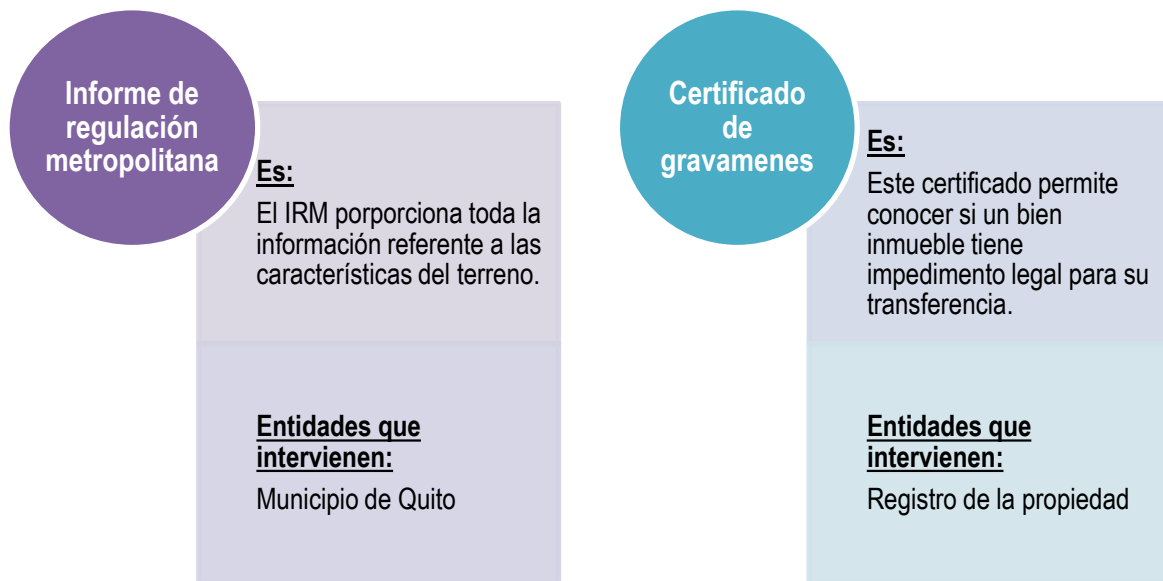 Informe de
regulación
metropolitana
Es:
El IRM porporciona toda la
información referente a las
características del terreno.
Entidades que
intervienen:
Municipio de Quito
Certificado
de
gravamenes
Es:
Este certificado permite
conocer si un bien
inmueble tiene
impedimento legal para su
transferencia.
Entidades que
intervienen:
Registro de la propiedad